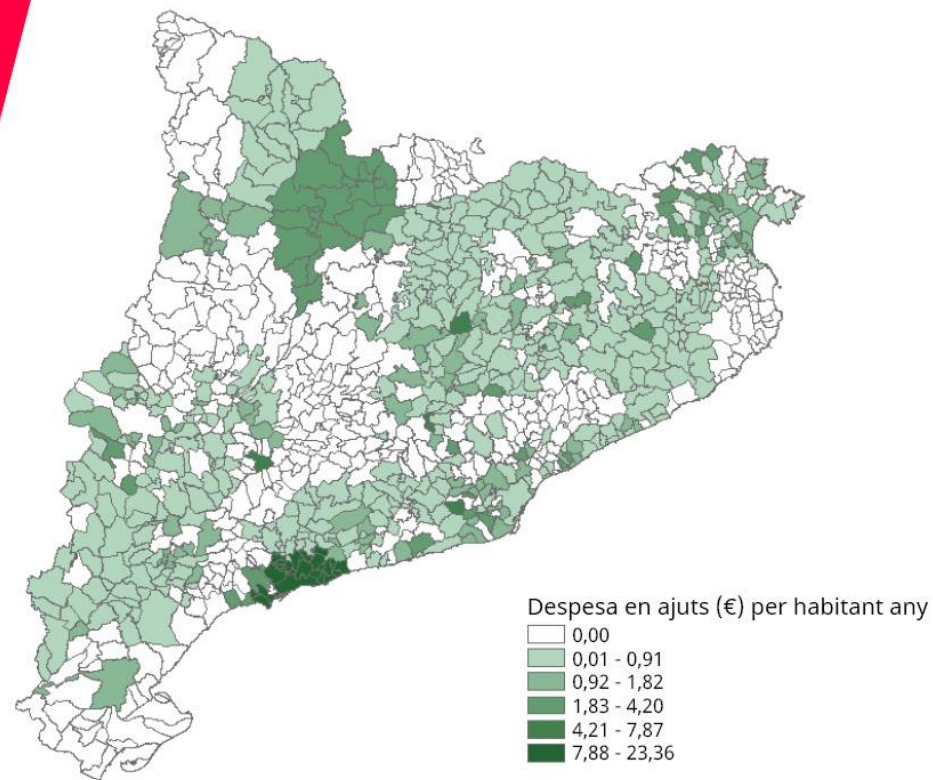 Despesa en ajuts (€) per habitant any
0,00
0,01 - 0,91
0,92 - 1,82
1,83 - 4,20
4,21 - 7,87
7,88 - 23,36